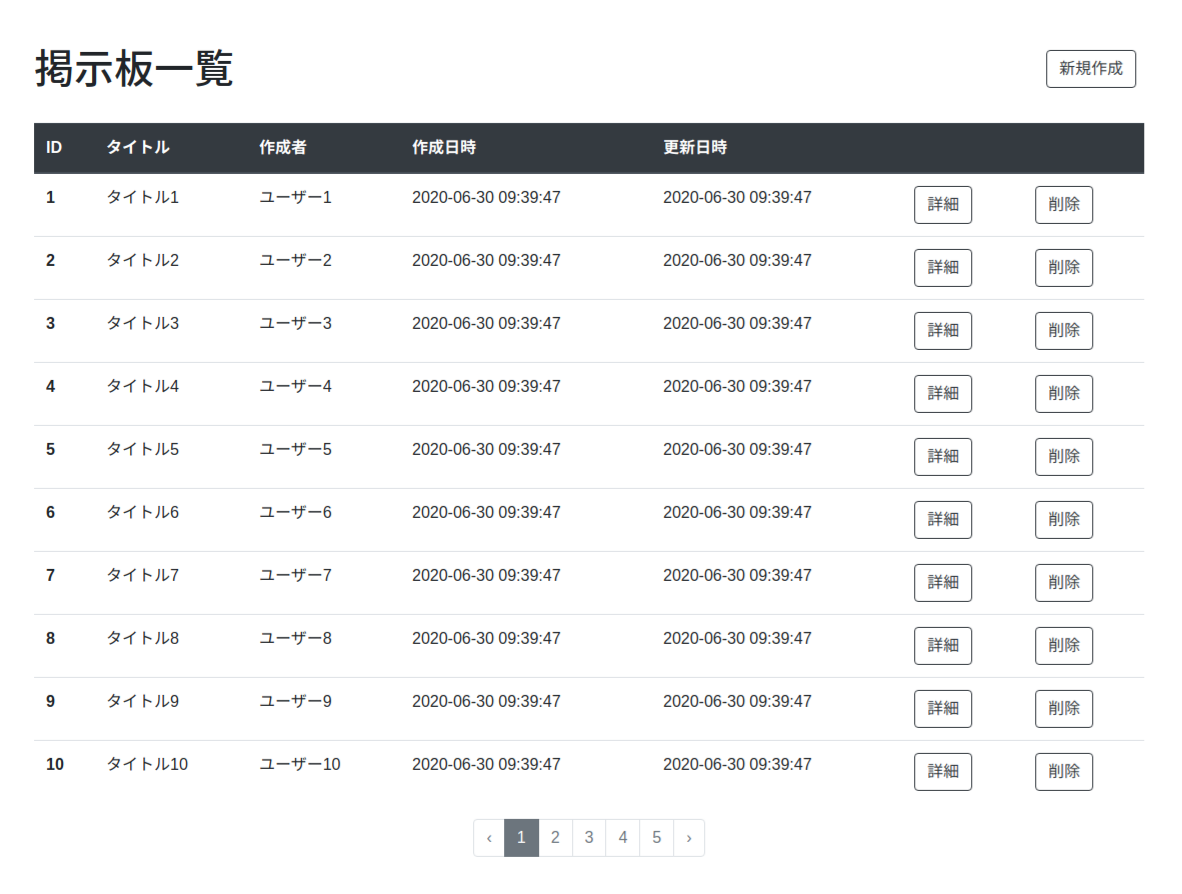 掲示板一覧 新規作成
ID タイトル 作成者 作成日時 更新日時
1 タイトル1 ユーザー1 2020-06-30 09:39:47 2020-06-30 09:39:47 詳細 削除
2 タイトル2 ユーザー2 2020-06-30 09:39:47 2020-06-30 09:39:47 詳細 削除
3 タイトル3 ユーザー3 2020-06-30 09:39:47 2020-06-30 09:39:47 詳細 削除
4 タイトル4 ユーザー4 2020-06-30 09:39:47 2020-06-30 09:39:47 詳細 削除
5 タイトル5 ユーザー5 2020-06-30 09:39:47 2020-06-30 09:39:47 詳細 削除
6 タイトル6 ユーザー6 2020-06-30 09:39:47 2020-06-30 09:39:47 詳細 削除
7 タイトル7 ユーザー7 2020-06-30 09:39:47 2020-06-30 09:39:47 詳細 削除
8 タイトル8 ユーザー8 2020-06-30 09:39:47 2020-06-30 09:39:47 詳細 削除
9 タイトル9 ユーザー9 2020-06-30 09:39:47 2020-06-30 09:39:47 詳細 削除
10 タイトル10 ユーザー10 2020-06-30 09:39:47 2020-06-30 09:39:47 詳細 削除
‹ 1 2 3 4 5 ›